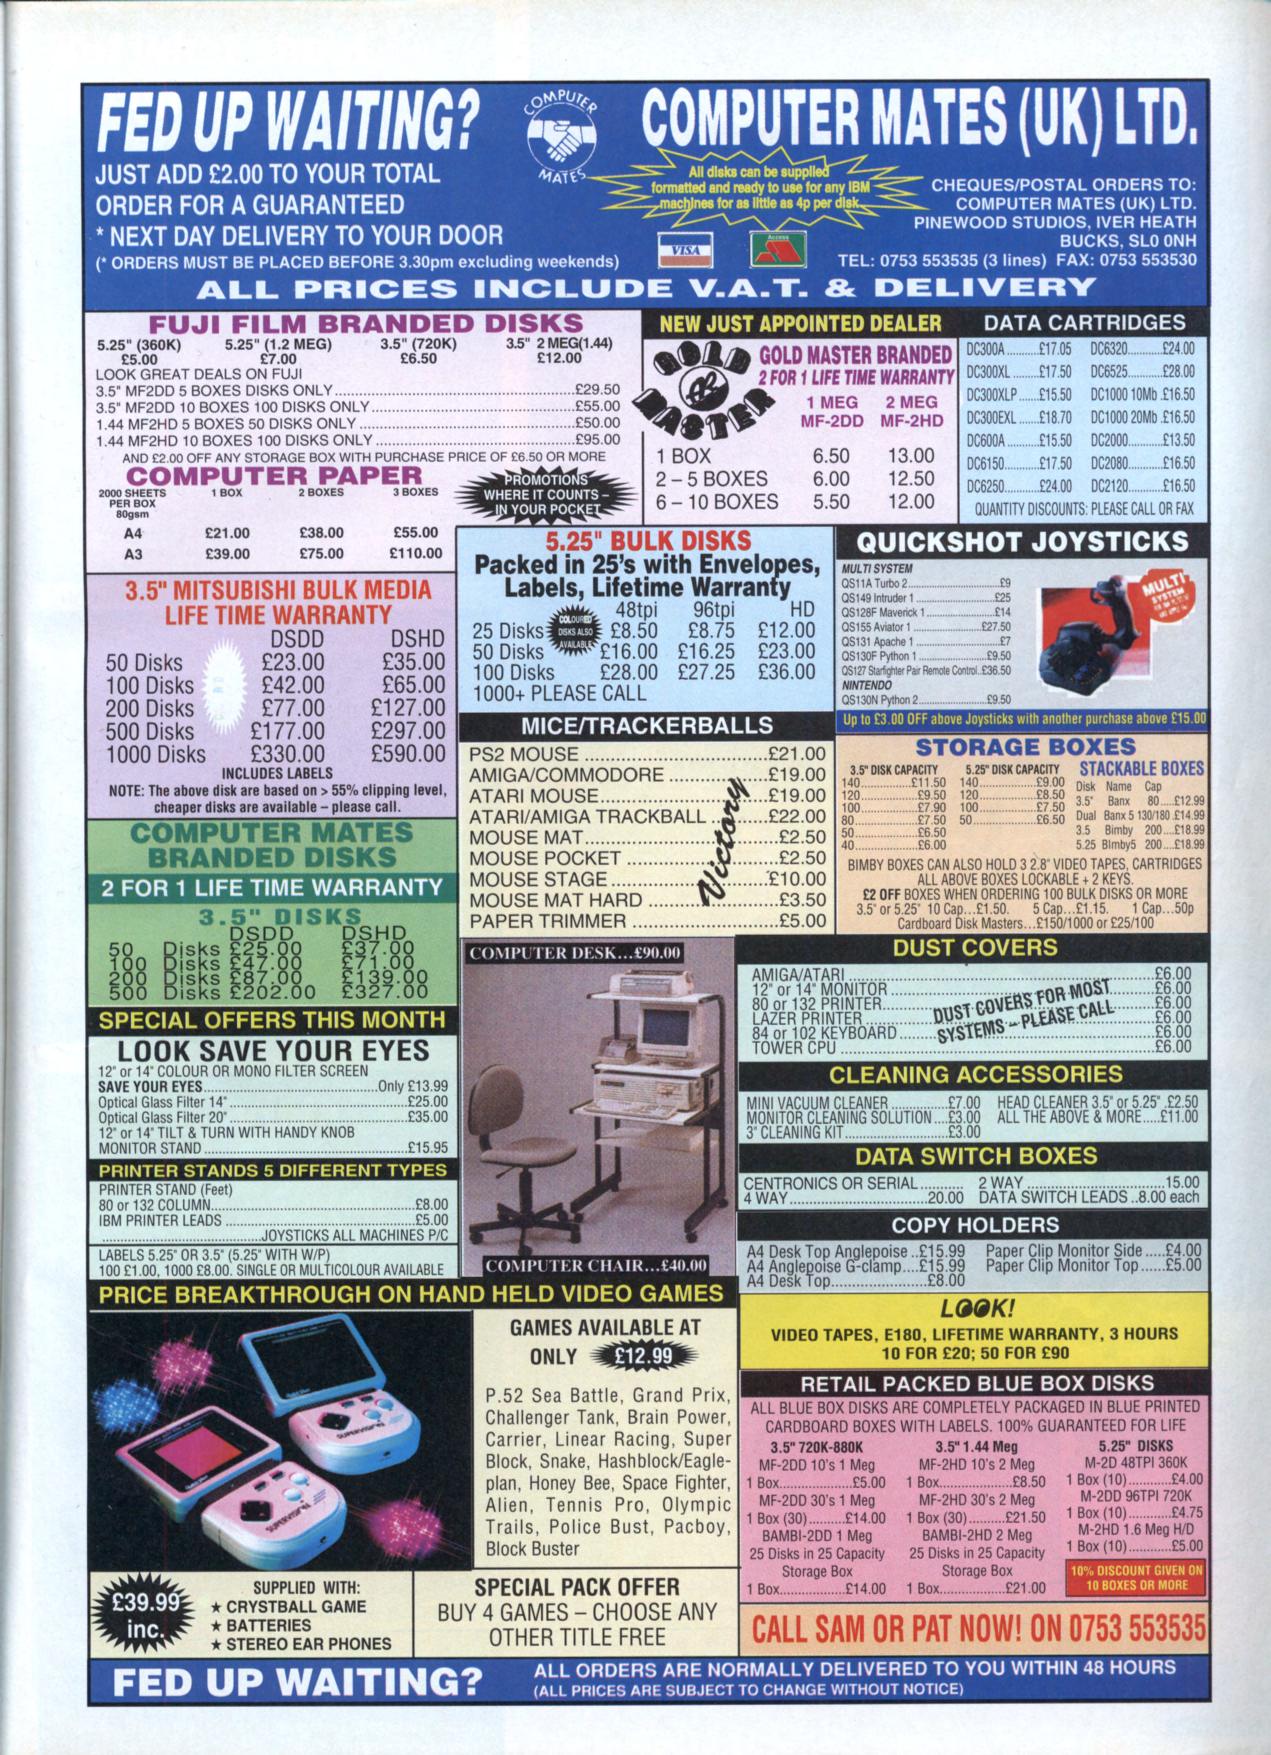 FED UP WAITING?
JUST ADD £2.00 TO YOUR TOTAL
ORDER FOR A GUARANTEED
* NEXT DAY DELIVERY TO YOUR DOOR
(* ORDERS MUST BE PLACED BEFORE 3.30pm excluding weekends)
COMPUTER
MATES
COMPUTER MATES (UK) LTD.
All disks can be supplied
formatted and ready to use for any IBM
machines for as little as 4p per disk
VISA
Access
CHEQUES/POSTAL ORDERS TO:
COMPUTER MATES (UK) LTD.
PINEWOOD STUDIOS, IVER HEATH
BUCKS, SL0 0NH
TEL: 0753 553535 (3 lines) FAX: 0753 553530
ALL PRICES INCLUDE V.A.T. & DELIVERY
FUJI FILM BRANDED DISKS
5.25" (360K) 5.25" (1.2 MEG) 3.5" (720K) 3.5" 2 MEG(1.44)
£5.00 £7.00 £6.50 £12.00
LOOK GREAT DEALS ON FUJI
3.5" MF2DD 5 BOXES DISKS ONLY £29.50
3.5" MF2DD 10 BOXES 100 DISKS ONLY £55.00
1.44 MF2HD 5 BOXES 50 DISKS ONLY £50.00
1.44 MF2HD 10 BOXES 100 DISKS ONLY £95.00
AND £2.00 OFF ANY STORAGE BOX WITH PURCHASE PRICE OF £6.50 OR MORE
COMPUTER PAPER
2000 SHEETS 1 BOX 2 BOXES 3 BOXES
PER BOX
80gsm
A4 £21.00 £38.00 £55.00
A3 £39.00 £75.00 £110.00
PROMOTIONS
WHERE IT COUNTS –
IN YOUR POCKET
NEW JUST APPOINTED DEALER
GOLD
MASTER
GOLD MASTER BRANDED
2 FOR 1 LIFE TIME WARRANTY
1 MEG 2 MEG
MF-2DD MF-2HD
1 BOX 6.50 13.00
2 – 5 BOXES 6.00 12.50
6 – 10 BOXES 5.50 12.00
DATA CARTRIDGES
DC300A £17.05 DC6320 £24.00
DC300XL £17.50 DC6525 £28.00
DC300XLP £15.50 DC1000 10Mb £16.50
DC300EXL £18.70 DC1000 20Mb £16.50
DC600A £15.50 DC2000 £13.50
DC6150 £17.50 DC2080 £16.50
DC6250 £24.00 DC2120 £16.50
QUANTITY DISCOUNTS: PLEASE CALL OR FAX
3.5" MITSUBISHI BULK MEDIA
LIFE TIME WARRANTY
DSDD DSHD
50 Disks £23.00 £35.00
100 Disks £42.00 £65.00
200 Disks £77.00 £127.00
500 Disks £177.00 £297.00
1000 Disks £330.00 £590.00
INCLUDES LABELS
NOTE: The above disk are based on > 55% clipping level,
cheaper disks are available – please call.
5.25" BULK DISKS
Packed in 25's with Envelopes,
Labels, Lifetime Warranty
48tpi 96tpi HD
25 Disks £8.50 £8.75 £12.00
50 Disks £16.00 £16.25 £23.00
100 Disks £28.00 £27.25 £36.00
1000+ PLEASE CALL
COLOURED
DISKS ALSO
AVAILABLE
QUICKSHOT JOYSTICKS
MULTI SYSTEM
QS11A Turbo 2 £9
QS149 Intruder 1 £25
QS128F Maverick 1 £14
QS155 Aviator 1 £27.50
QS131 Apache 1 £7
QS130F Python 1 £9.50
QS127 Starfighter Pair Remote Control £36.50
NINTENDO
QS130N Python 2 £9.50
MULTI
SYSTEM
Up to £3.00 OFF above Joysticks with another purchase above £15.00
MICE/TRACKERBALLS
PS2 MOUSE £21.00
AMIGA/COMMODORE £19.00
ATARI MOUSE £19.00
ATARI/AMIGA TRACKBALL £22.00
MOUSE MAT £2.50
MOUSE POCKET £2.50
MOUSE STAGE £10.00
MOUSE MAT HARD £3.50
PAPER TRIMMER £5.00
Victory
STORAGE BOXES
3.5" DISK CAPACITY 5.25" DISK CAPACITY STACKABLE BOXES
140 £11.50 140 £9.00 Disk Name Cap
120 £9.50 120 £8.50 3.5" Banx 80 £12.99
100 £7.90 100 £7.50 Dual Banx 5 130/180 £14.99
80 £7.50 50 £6.50 3.5 Bimby 200 £18.99
50 £6.50 5.25 BImby5 200 £18.99
40 £6.00
BIMBY BOXES CAN ALSO HOLD 3 2.8" VIDEO TAPES, CARTRIDGES
ALL ABOVE BOXES LOCKABLE + 2 KEYS.
£2 OFF BOXES WHEN ORDERING 100 BULK DISKS OR MORE
3.5" or 5.25" 10 Cap...£1.50. 5 Cap...£1.15. 1 Cap...50p
Cardboard Disk Masters...£150/1000 or £25/100
COMPUTER MATES
BRANDED DISKS
2 FOR 1 LIFE TIME WARRANTY
3.5" DISKS
DSDD DSHD
50 Disks £25.00 £37.00
100 Disks £47.00 £71.00
200 Disks £87.00 £139.00
500 Disks £202.00 £327.00
SPECIAL OFFERS THIS MONTH
LOOK SAVE YOUR EYES
12" or 14" COLOUR OR MONO FILTER SCREEN
SAVE YOUR EYES Only £13.99
Optical Glass Filter 14" £25.00
Optical Glass Filter 20" £35.00
12" or 14" TILT & TURN WITH HANDY KNOB
MONITOR STAND £15.95
PRINTER STANDS 5 DIFFERENT TYPES
PRINTER STAND (Feet)
80 or 132 COLUMN £8.00
IBM PRINTER LEADS £5.00
JOYSTICKS ALL MACHINES P/C
LABELS 5.25" OR 3.5" (5.25" WITH W/P)
100 £1.00, 1000 £8.00. SINGLE OR MULTICOLOUR AVAILABLE
COMPUTER DESK...£90.00
COMPUTER CHAIR...£40.00
DUST COVERS
AMIGA/ATARI £6.00
12" or 14" MONITOR £6.00
80 or 132 PRINTER £6.00
LAZER PRINTER £6.00
84 or 102 KEYBOARD £6.00
TOWER CPU £6.00
DUST COVERS FOR MOST
SYSTEMS – PLEASE CALL
CLEANING ACCESSORIES
MINI VACUUM CLEANER £7.00 HEAD CLEANER 3.5" or 5.25" £2.50
MONITOR CLEANING SOLUTION £3.00 ALL THE ABOVE & MORE £11.00
3" CLEANING KIT £3.00
DATA SWITCH BOXES
CENTRONICS OR SERIAL 2 WAY 15.00
4 WAY 20.00 DATA SWITCH LEADS 8.00 each
COPY HOLDERS
A4 Desk Top Anglepoise £15.99 Paper Clip Monitor Side £4.00
A4 Anglepoise G-clamp £15.99 Paper Clip Monitor Top £5.00
A4 Desk Top £8.00
PRICE BREAKTHROUGH ON HAND HELD VIDEO GAMES
SUPERVISION
SUPERVISION
GAMES AVAILABLE AT
ONLY £12.99
P.52 Sea Battle, Grand Prix,
Challenger Tank, Brain Power,
Carrier, Linear Racing, Super
Block, Snake, Hashblock/Eagle-
plan, Honey Bee, Space Fighter,
Alien, Tennis Pro, Olympic
Trails, Police Bust, Pacboy,
Block Buster
£39.99
inc.
SUPPLIED WITH:
★ CRYSTBALL GAME
★ BATTERIES
★ STEREO EAR PHONES
SPECIAL PACK OFFER
BUY 4 GAMES – CHOOSE ANY
OTHER TITLE FREE
LOOK!
VIDEO TAPES, E180, LIFETIME WARRANTY, 3 HOURS
10 FOR £20; 50 FOR £90
RETAIL PACKED BLUE BOX DISKS
ALL BLUE BOX DISKS ARE COMPLETELY PACKAGED IN BLUE PRINTED
CARDBOARD BOXES WITH LABELS. 100% GUARANTEED FOR LIFE
3.5" 720K-880K
MF-2DD 10's 1 Meg
1 Box £5.00
MF-2DD 30's 1 Meg
1 Box (30) £14.00
BAMBI-2DD 1 Meg
25 Disks in 25 Capacity
Storage Box
1 Box £14.00
3.5" 1.44 Meg
MF-2HD 10's 2 Meg
1 Box £8.50
MF-2HD 30's 2 Meg
1 Box (30) £21.50
BAMBI-2HD 2 Meg
25 Disks in 25 Capacity
Storage Box
1 Box £21.00
5.25" DISKS
M-2D 48TPI 360K
1 Box (10) £4.00
M-2DD 96TPI 720K
1 Box (10) £4.75
M-2HD 1.6 Meg H/D
1 Box (10) £5.00
10% DISCOUNT GIVEN ON
10 BOXES OR MORE
CALL SAM OR PAT NOW! ON 0753 553535
FED UP WAITING?
ALL ORDERS ARE NORMALLY DELIVERED TO YOU WITHIN 48 HOURS
(ALL PRICES ARE SUBJECT TO CHANGE WITHOUT NOTICE)